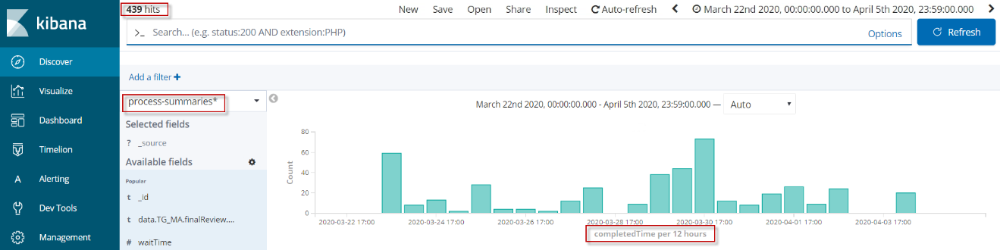 439 hits
New Save Open Share Inspect Auto-refresh March 22nd 2020, 00:00:00.000 to April 5th 2020, 23:59:00.000
kibana
>_ Search... (e.g. status:200 AND extension:PHP)
Options
Refresh
Discover
Visualize
Dashboard
Timelion
A Alerting
Dev Tools
Management
Add a filter +
process-summaries*
Selected fields
? _source
Available fields
Popular
t _id
t data.TG_MA.finalReview....
# waitTime
March 22nd 2020, 00:00:00.000 - April 5th 2020, 23:59:00.000 —
Auto
Count
80
60
40
20
0
2020-03-22 17:00 2020-03-24 17:00 2020-03-26 17:00 2020-03-28 17:00 2020-03-30 17:00 2020-04-01 17:00 2020-04-03 17:00
completedTime per 12 hours